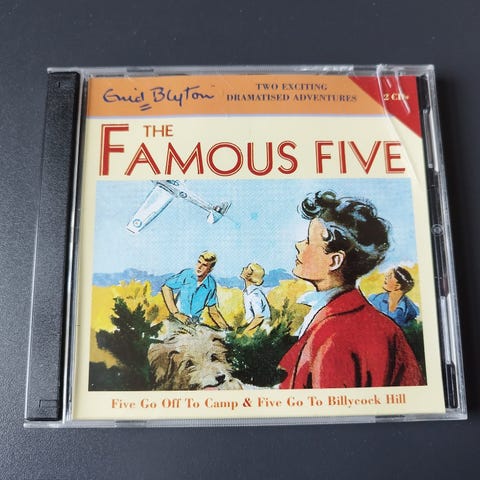 Enid Blyton
TWO EXCITING
DRAMATISED ADVENTURES
2 CDs
THE
FAMOUS FIVE
Five Go Off To Camp & Five Go To Billycock Hill